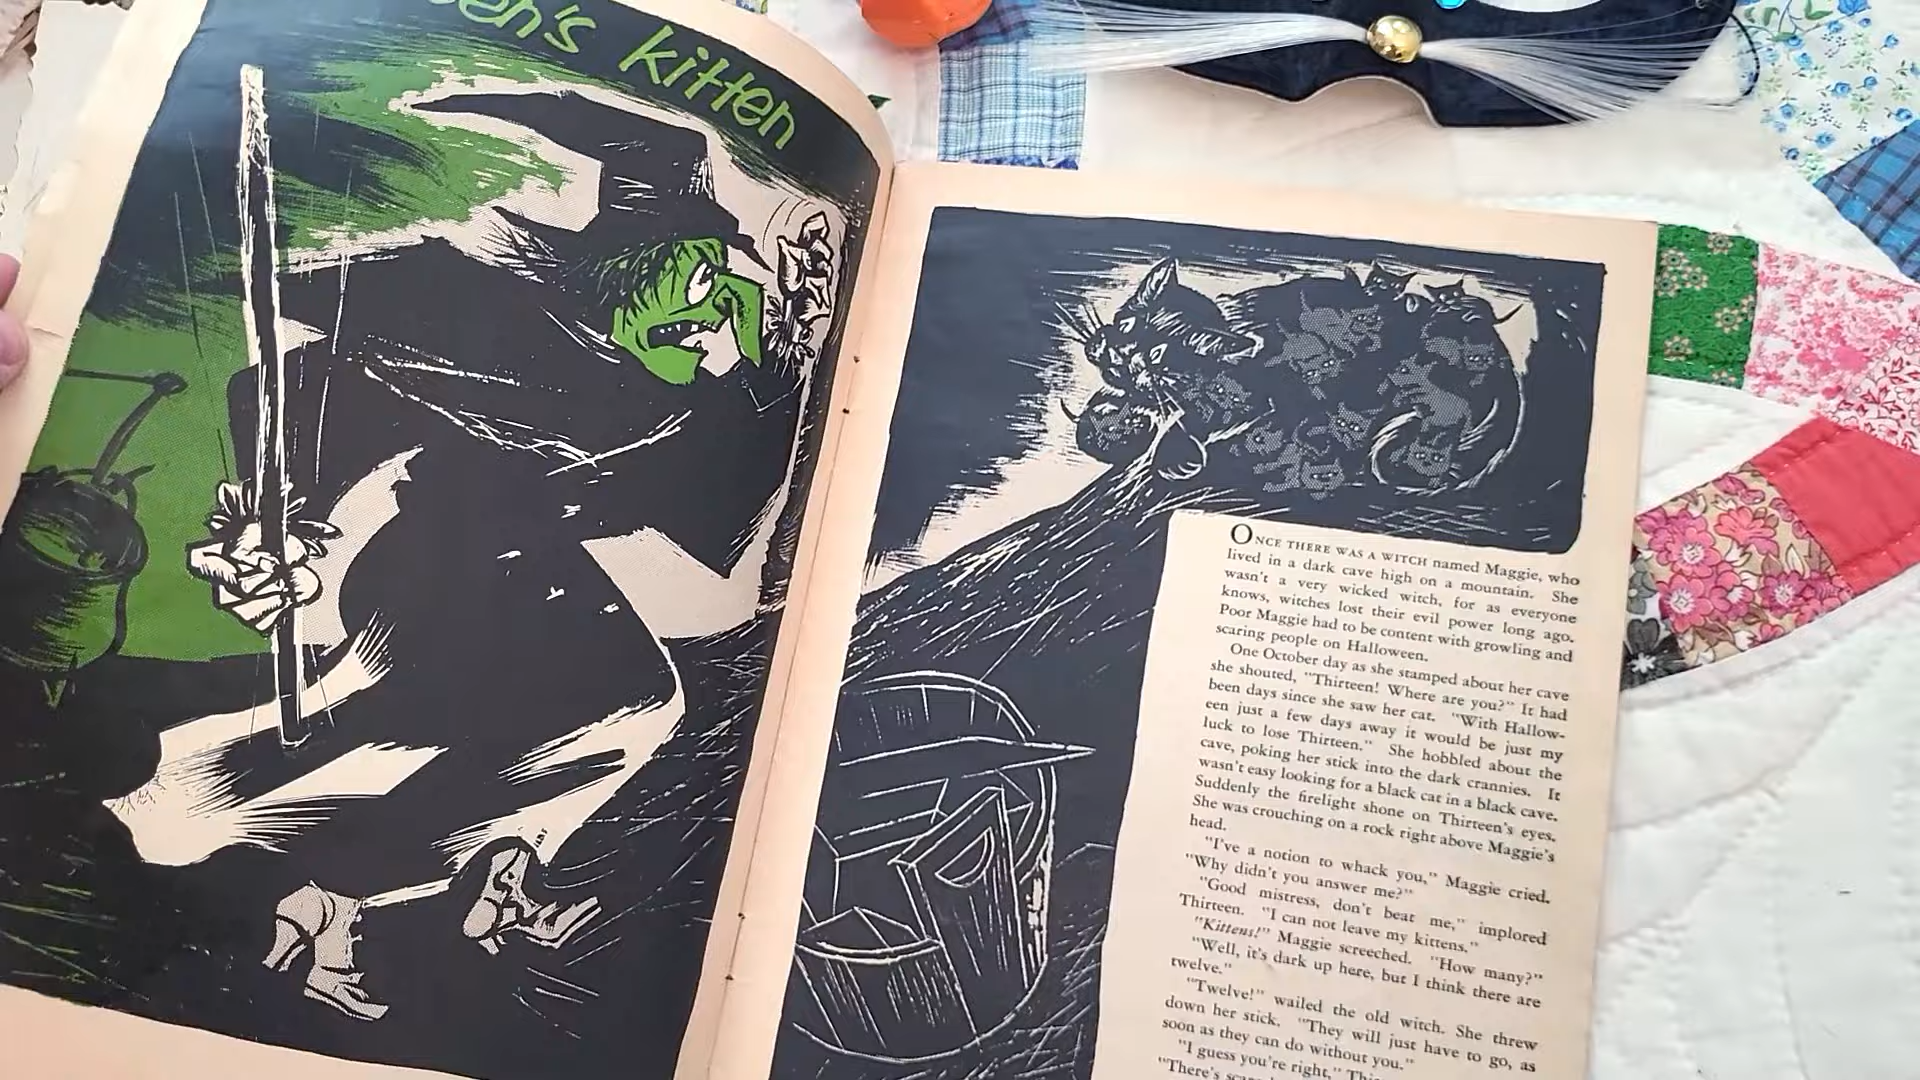 een's kitten
ONCE THERE WAS A WITCH named Maggie, who
lived in a dark cave high on a mountain. She
wasn't a very wicked witch, for as everyone
knows, witches lost their evil power long ago.
Poor Maggie had to be content with growling and
scaring people on Halloween.
One October day as she stamped about her cave
she shouted, "Thirteen! Where are you?" It had
been days since she saw her cat. "With Hallow-
een just a few days away it would be just my
luck to lose Thirteen." She hobbled about the
cave, poking her stick into the dark crannies. It
wasn't easy looking for a black cat in a black cave.
Suddenly the firelight shone on Thirteen's eyes.
She was crouching on a rock right above Maggie's
head.
"I've a notion to whack you," Maggie cried.
"Why didn't you answer me?"
"Good mistress, don't beat me," implored
Thirteen. "I can not leave my kittens."
"Kittens!" Maggie screeched. "How many?"
"Well, it's dark up here, but I think there are
twelve."
"Twelve!" wailed the old witch. She threw
down her stick. "They will just have to go, as
soon as they can do without you."
"I guess you're right,"
"There's